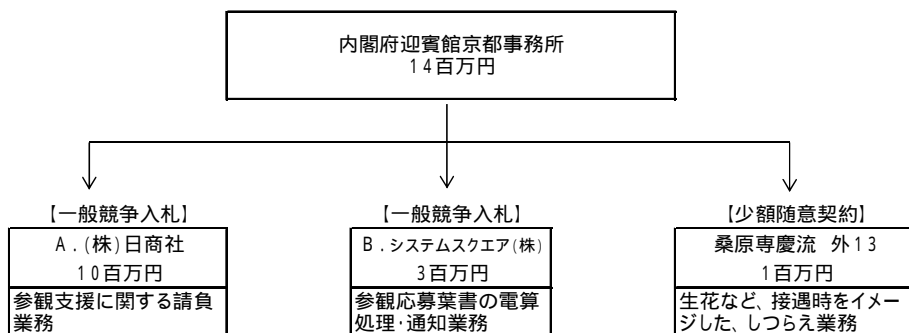 内閣府迎賓館京都事務所
14百万円
【一般競争入札】
A．(株)日商社
10百万円
参観支援に関する請負
業務
【一般競争入札】
B．システムスクエア(株)
3百万円
参観応募葉書の電算
処理・通知業務
【少額随意契約】
桑原専慶流 外13
1百万円
生花など、接遇時をイメー
ジした、しつらえ業務